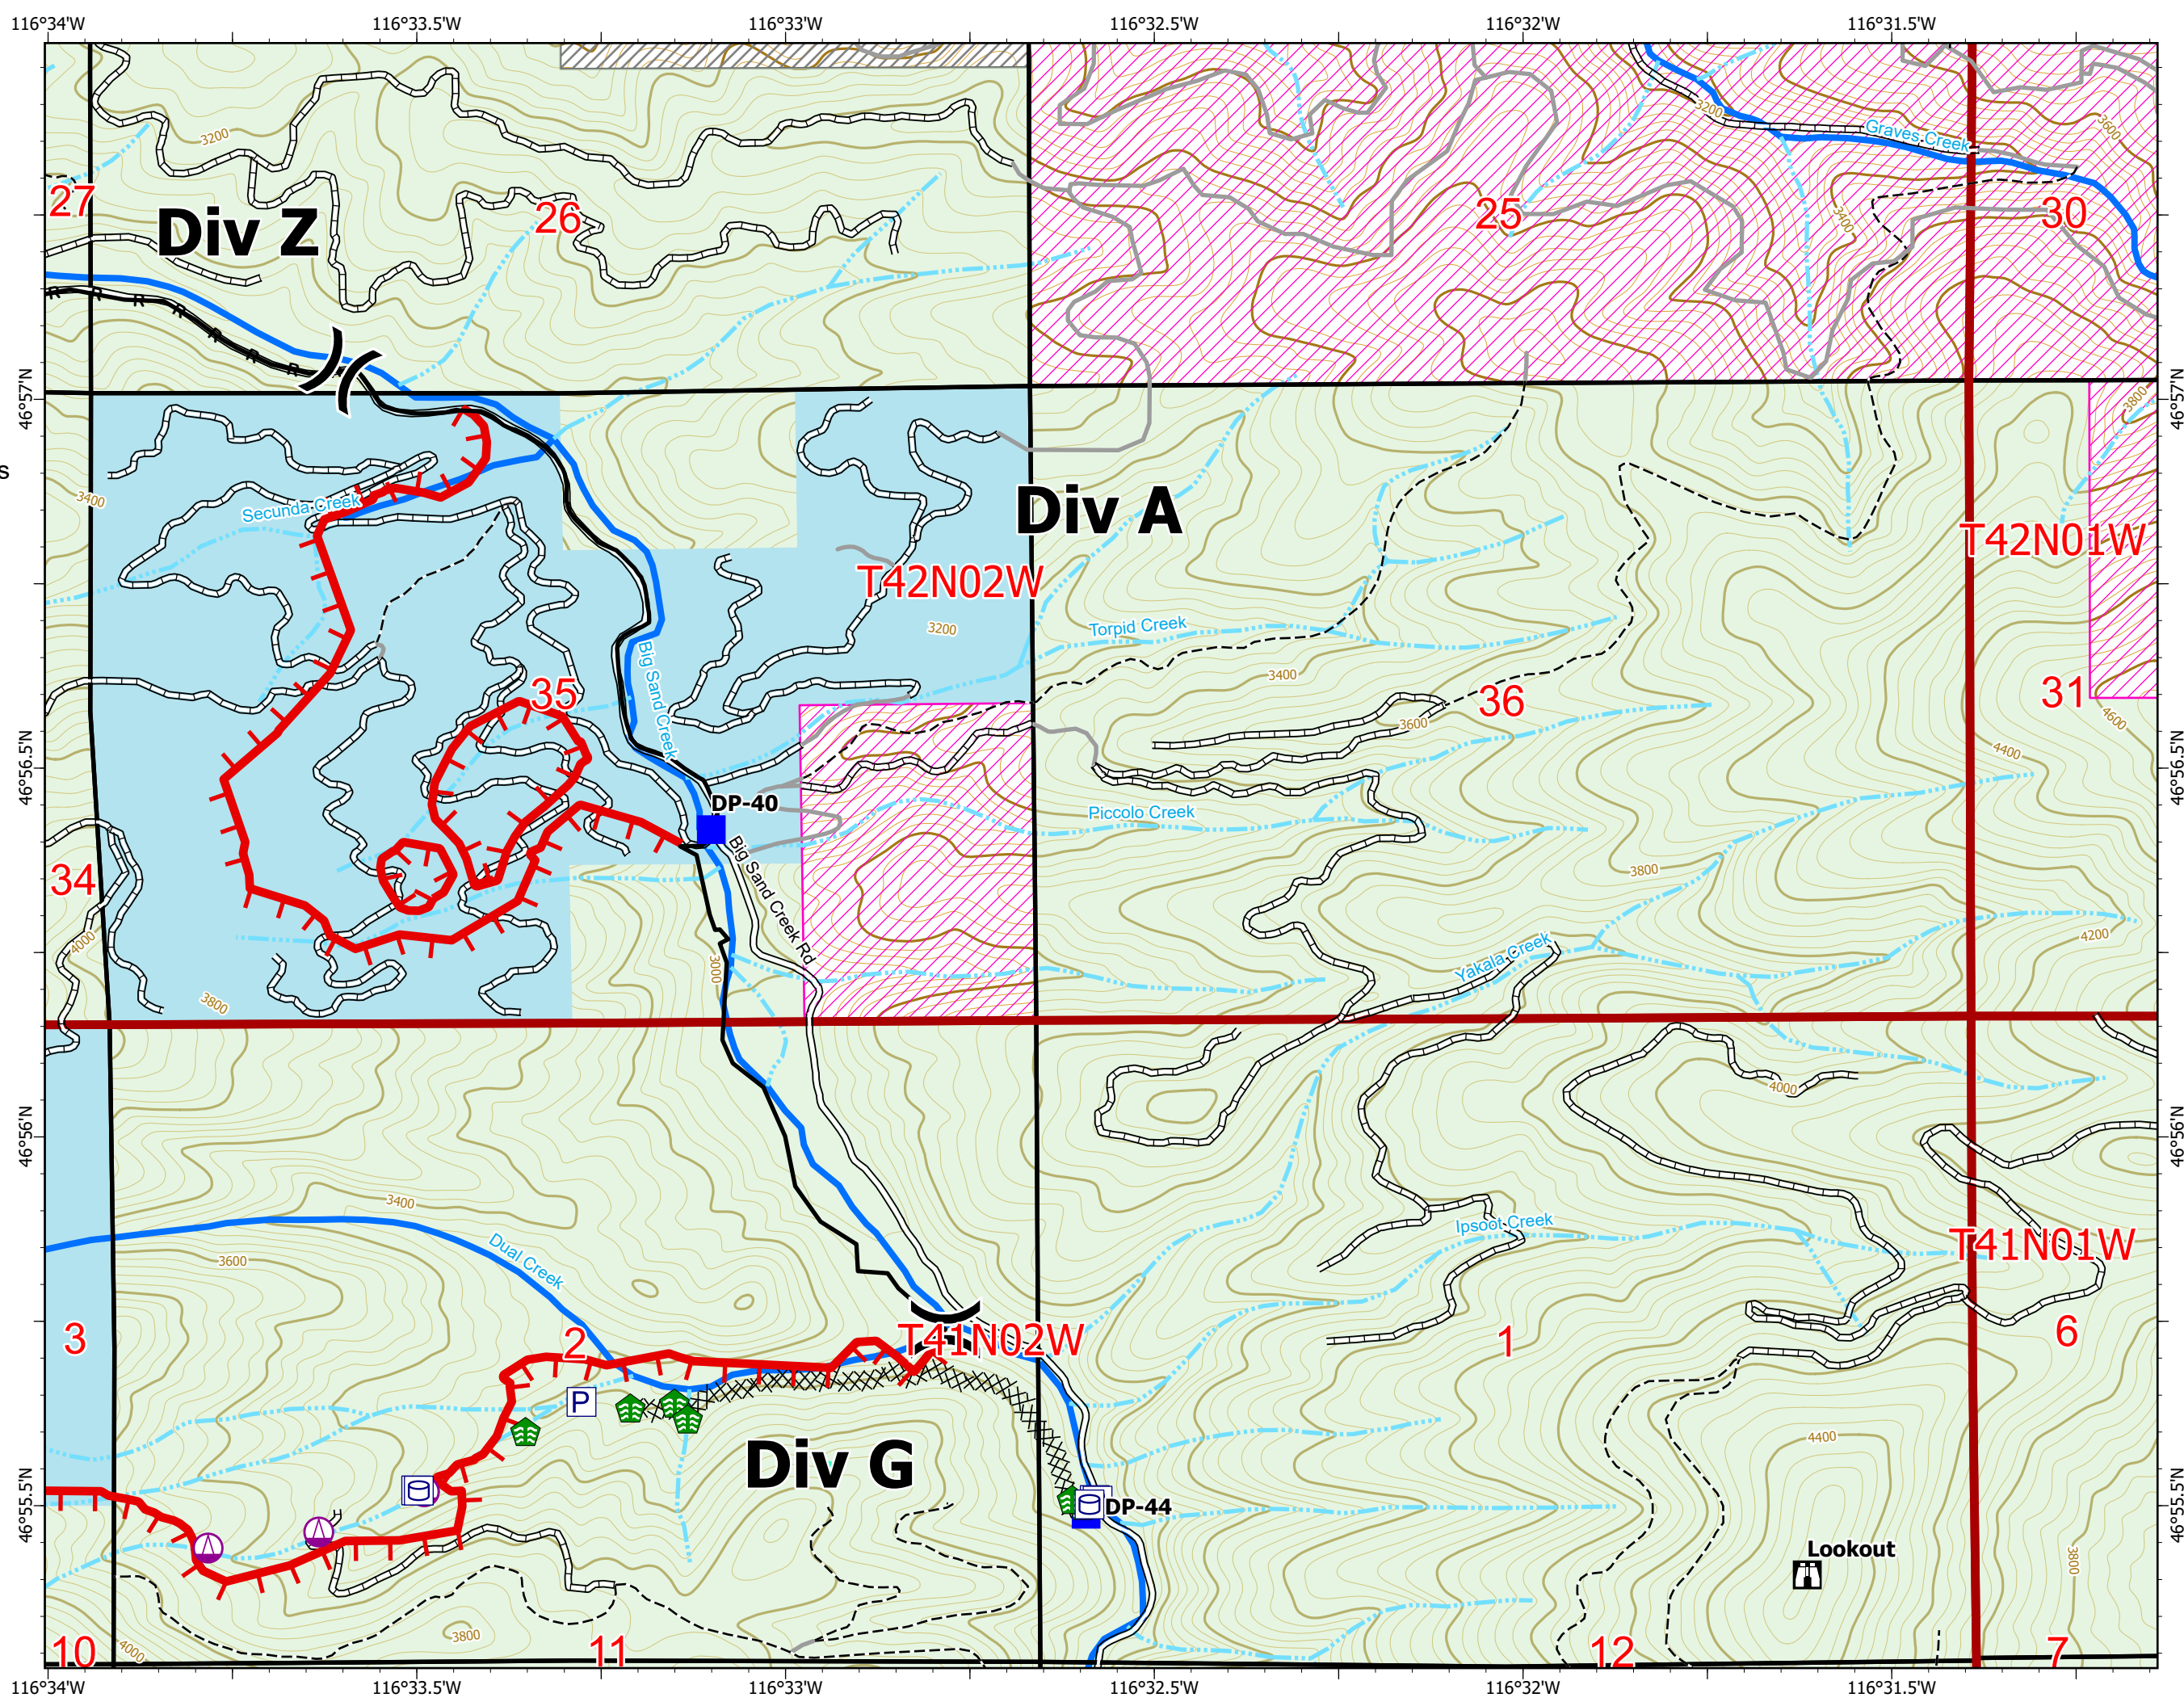 116°34'W 116°33.5'W 116°33'W 116°32.5'W 116°32'W 116°31.5'W
3200
3200
Graves Creek
3600
27
Div Z
26
25
3400
30
R R R R R R R
46°57'N
46°57'N
3800
S
3400
Secunda Creek
Div A
T42N01W
T42N02W
3200
Torpid Creek
Big Sand Creek
3400
35
36
31
3600
4600
4400
46°56.5'N
46°56.5'N
DP-40
Piccolo Creek
Big Sand Creek Rd
34
3800
4000
Yakala Creek
4200
3000
3800
4000
46°56'N
46°56'N
3400
Ipsoot Creek
Dual Creek
3600
T41N01W
3
2
T41N02W
1
6
P
4400
Div G
46°55.5'N
46°55.5'N
DP-44
Lookout
3800
3800
10
4000
11
12
7
116°34'W 116°33.5'W 116°33'W 116°32.5'W 116°32'W 116°31.5'W